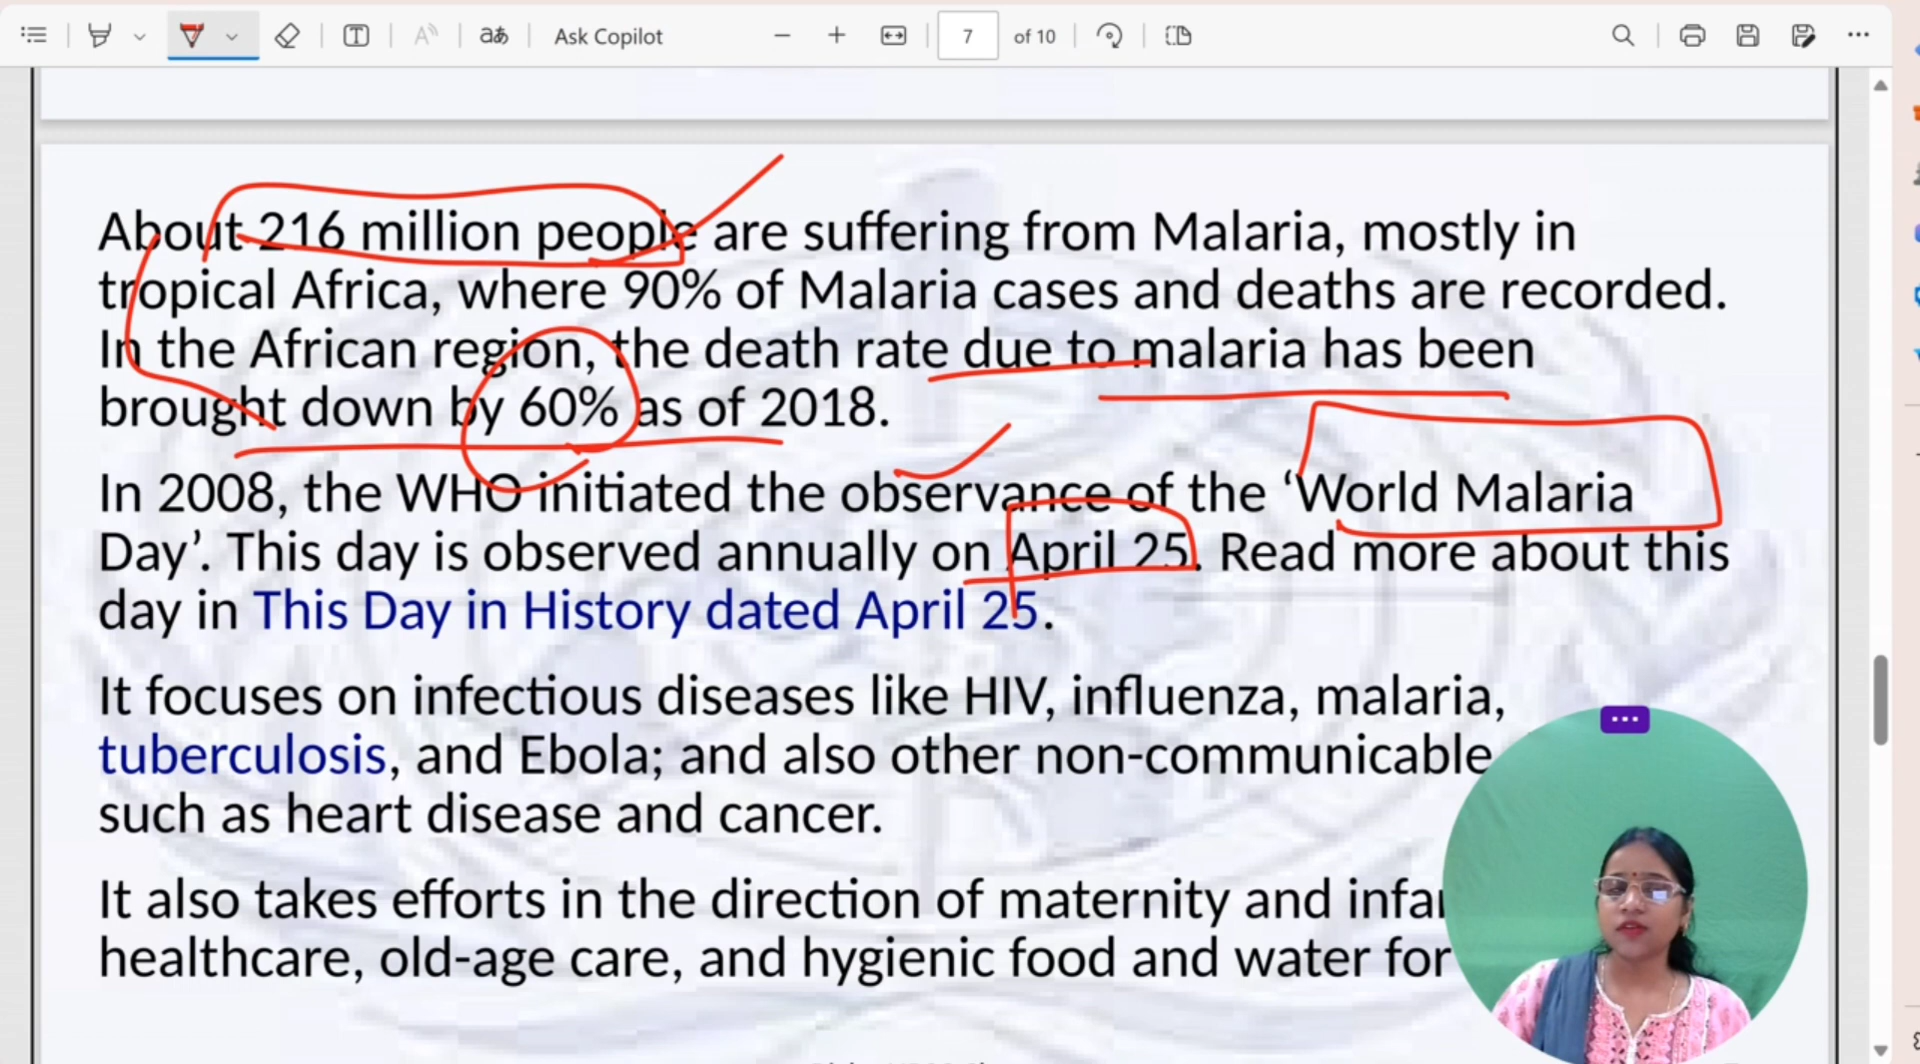 Ask Copilot 7 of 10
About 216 million people are suffering from Malaria, mostly in
tropical Africa, where 90% of Malaria cases and deaths are recorded.
In the African region, the death rate due to malaria has been
brought down by 60% as of 2018.
In 2008, the WHO initiated the observance of the ‘World Malaria
Day’. This day is observed annually on April 25. Read more about this
day in This Day in History dated April 25.
It focuses on infectious diseases like HIV, influenza, malaria,
tuberculosis, and Ebola; and also other non-communicable
such as heart disease and cancer.
It also takes efforts in the direction of maternity and
healthcare, old-age care, and hygienic food and water for